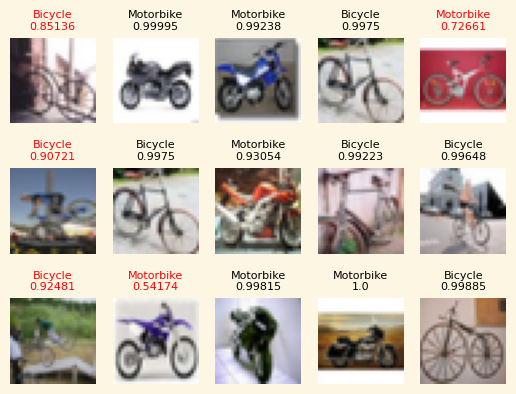 Bicycle
0.85136
Motorbike
0.99995
Motorbike
0.99238
Bicycle
0.9975
Motorbike
0.72661
Bicycle
0.90721
Bicycle
0.9975
Motorbike
0.93054
Bicycle
0.99223
Bicycle
0.99648
Bicycle
0.92481
Motorbike
0.54174
Motorbike
0.99815
Motorbike
1.0
Bicycle
0.99885